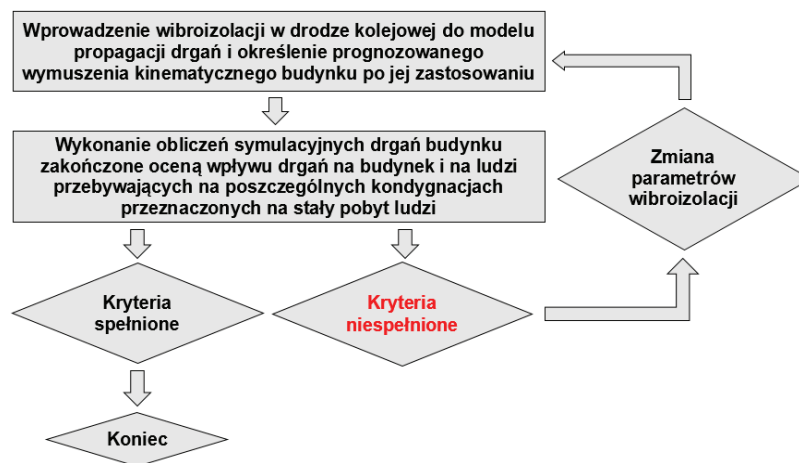 Wprowadzenie wibroizolacji w drodze kolejowej do modelu
propagacji drgań i określenie prognozowanego
wymuszenia kinematycznego budynku po jej zastosowaniu
Wykonanie obliczeń symulacyjnych drgań budynku
zakończone oceną wpływu drgań na budynek i na ludzi
przebywających na poszczególnych kondygnacjach
przeznaczonych na stały pobyt ludzi
Zmiana
parametrów
wibroizolacji
Kryteria
spełnione
Kryteria
niespełnione
Koniec